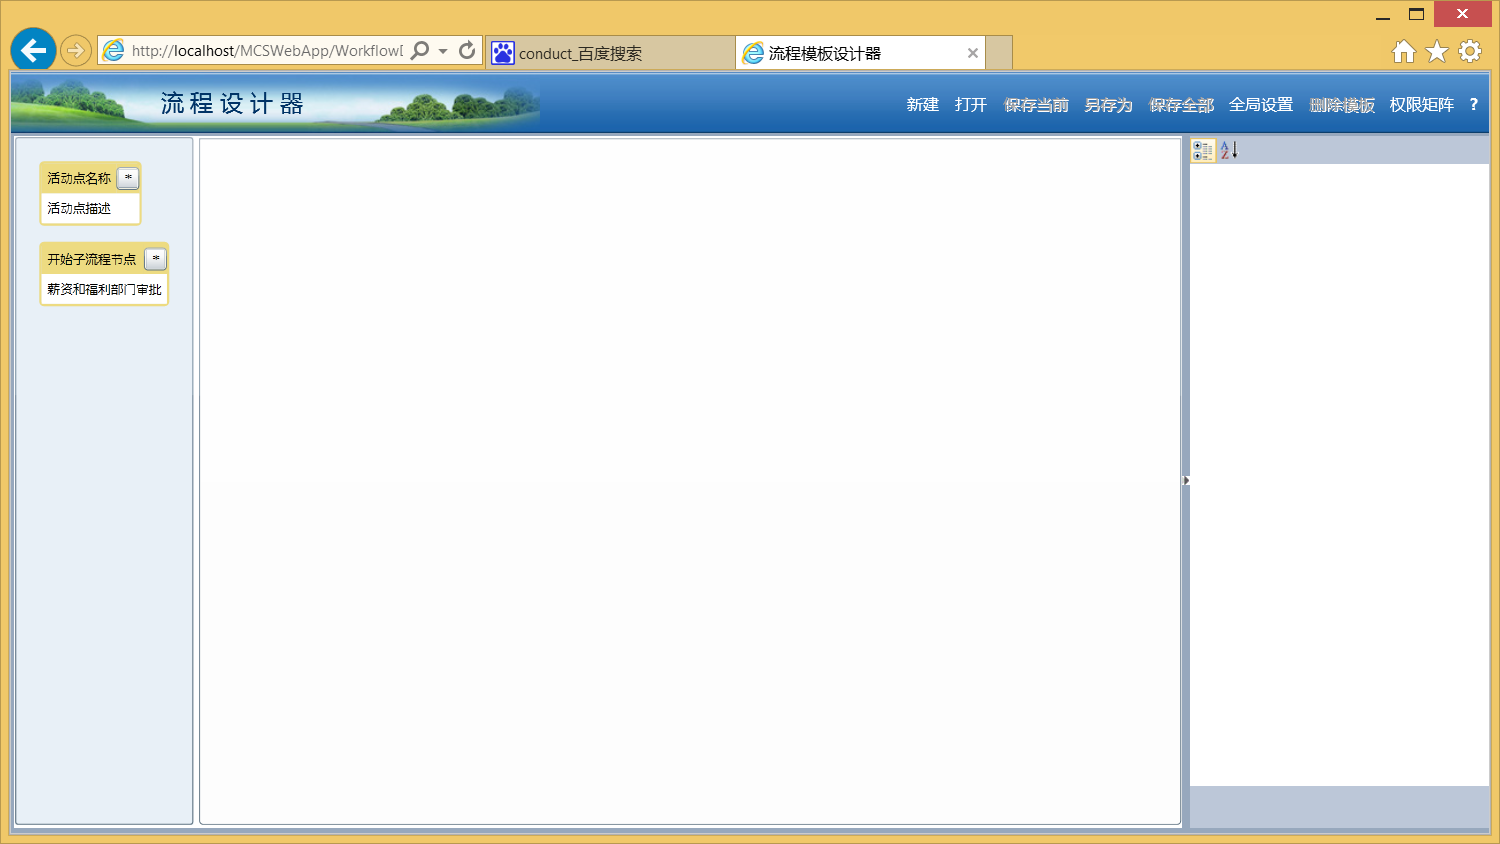 http://localhost/MCSWebApp/Workflow
conduct_百度搜索
流程模板设计器
流程设计器
新建 打开 保存当前 另存为 保存全部 全局设置 删除模板 权限矩阵 ?
活动点名称 *
活动点描述
开始子流程节点 *
薪资和福利部门审批